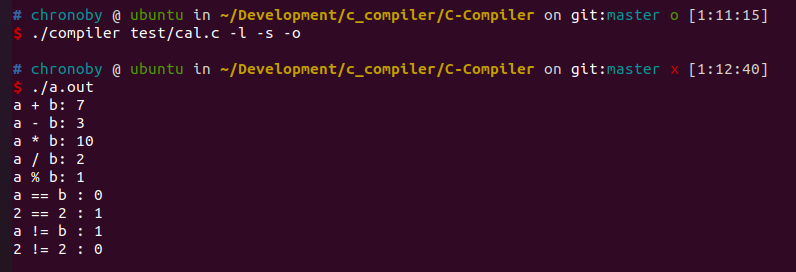 # chronoby @ ubuntu in ~/Development/c_compiler/C-Compiler on git:master o [1:11:15]
$ ./compiler test/cal.c -l -s -o
# chronoby @ ubuntu in ~/Development/c_compiler/C-Compiler on git:master x [1:12:40]
$ ./a.out
a + b: 7
a - b: 3
a * b: 10
a / b: 2
a % b: 1
a == b : 0
2 == 2 : 1
a != b : 1
2 != 2 : 0